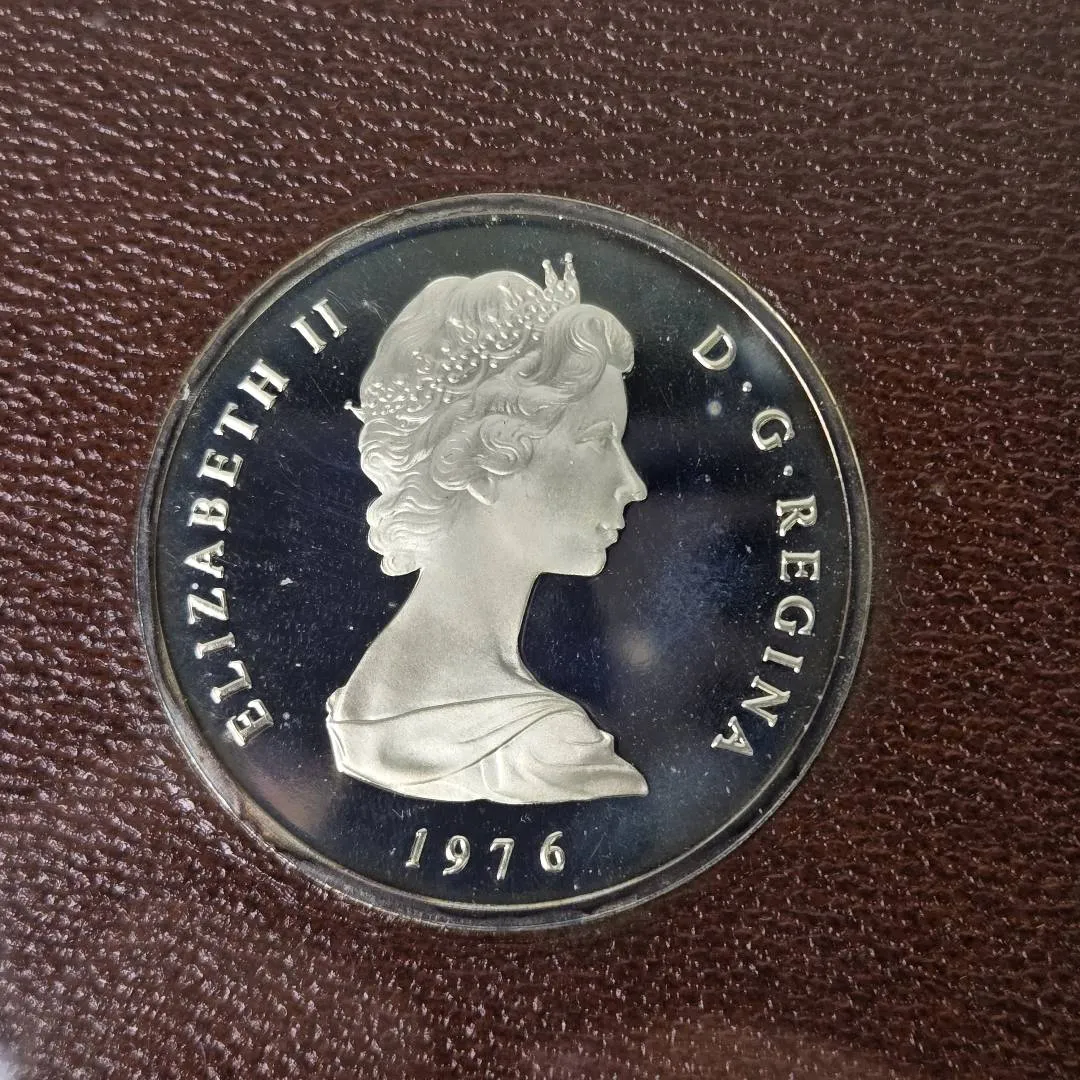 ELIZABETH II
D·G·REGINA
1976